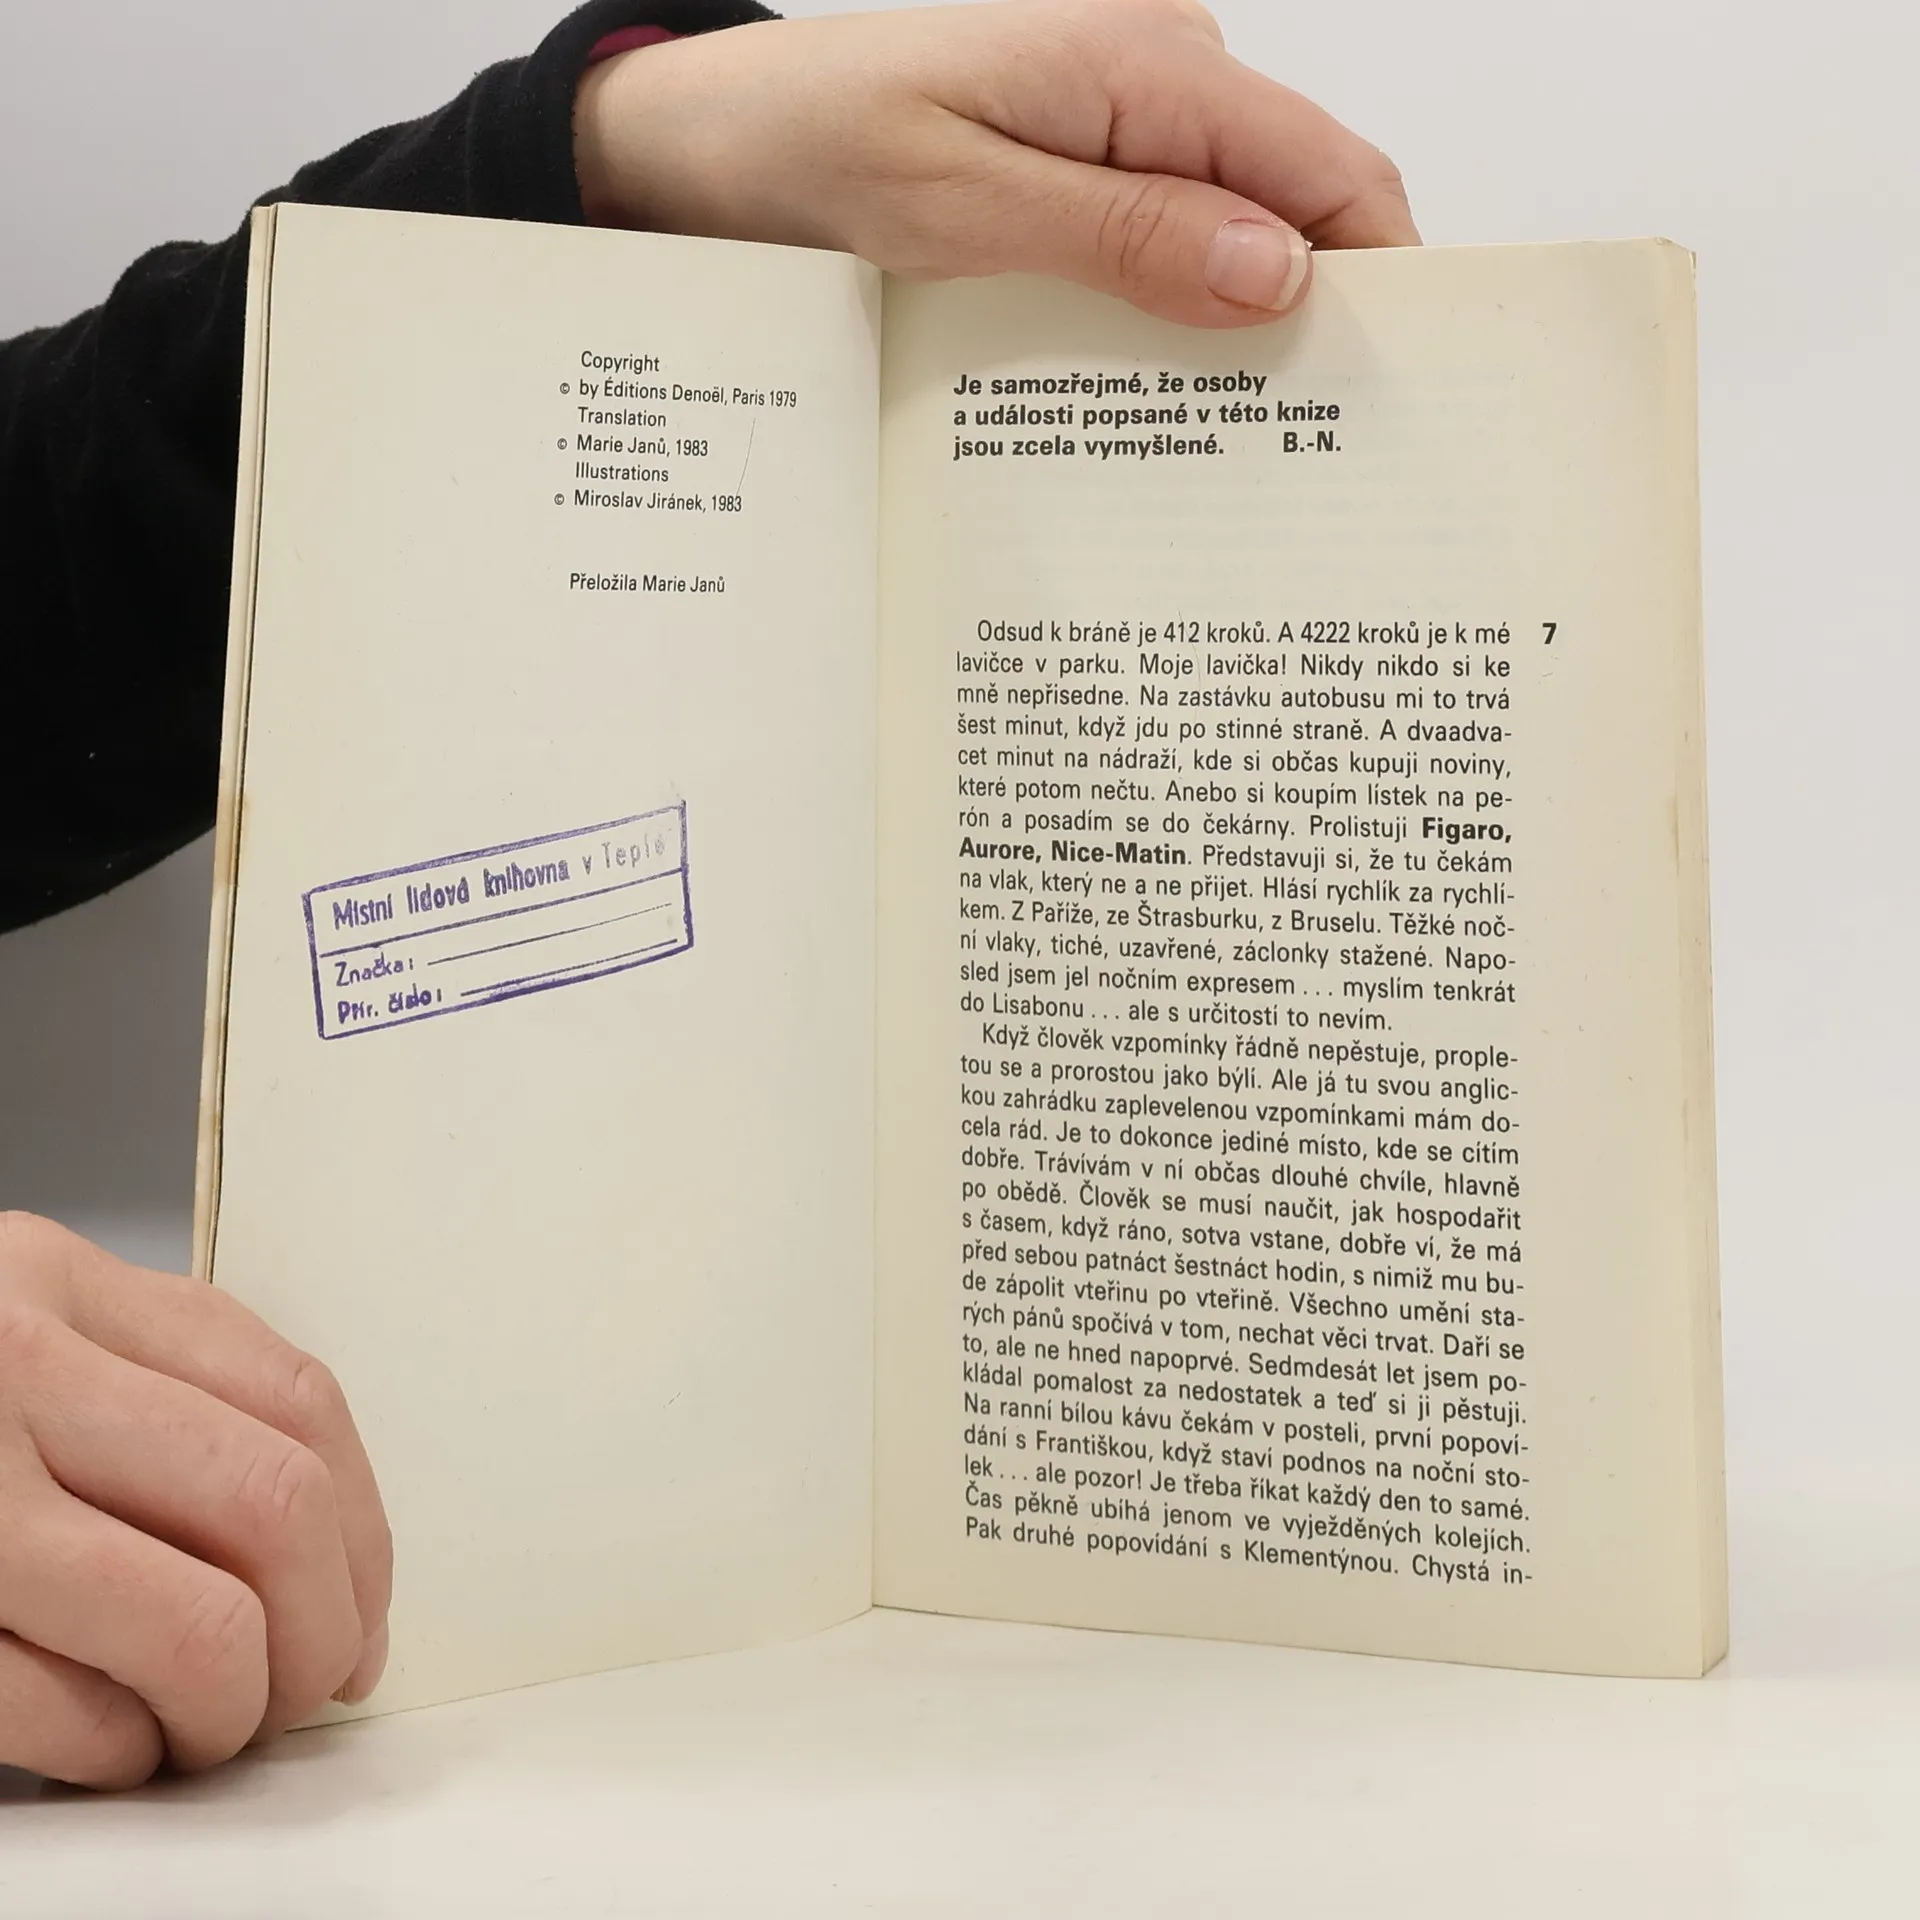 Copyright
© by Éditions Denoël, Paris 1979
Translation
© Marie Janů, 1983
Illustrations
© Miroslav Jiránek, 1983
Přeložila Marie Janů
Místní lidová knihovna v Teplé
Značka:
Přír. číslo:
Je samozřejmé, že osoby
a události popsané v této knize
jsou zcela vymyšlené. B.-N.
Odsud k bráně je 412 kroků. A 4222 kroků je k mé 7
lavičce v parku. Moje lavička! Nikdy nikdo si ke
mně nepřisedne. Na zastávku autobusu mi to trvá
šest minut, když jdu po stinné straně. A dvaadva-
cet minut na nádraží, kde si občas kupuji noviny,
které potom nečtu. Anebo si koupím lístek na pe-
rón a posadím se do čekárny. Prolistuji Figaro,
Aurore, Nice-Matin. Představuji si, že tu čekám
na vlak, který ne a ne přijet. Hlásí rychlík za rychlí-
kem. Z Paříže, ze Štrasburku, z Bruselu. Těžké noč-
ní vlaky, tiché, uzavřené, záclonky stažené. Napo-
sled jsem jel nočním expresem ... myslím tenkrát
do Lisabonu ... ale s určitostí to nevím.
Když člověk vzpomínky řádně nepěstuje, prople-
tou se a prorostou jako býlí. Ale já tu svou anglic-
kou zahrádku zaplevelenou vzpomínkami mám do-
cela rád. Je to dokonce jediné místo, kde se cítím
dobře. Trávívám v ní občas dlouhé chvíle, hlavně
po obědě. Člověk se musí naučit, jak hospodařit
s časem, když ráno, sotva vstane, dobře ví, že má
před sebou patnáct šestnáct hodin, s nimiž mu bu-
de zápolit vteřinu po vteřině. Všechno umění sta-
rých pánů spočívá v tom, nechat věci trvat. Daří se
to, ale ne hned napoprvé. Sedmdesát let jsem po-
kládal pomalost za nedostatek a teď si ji pěstuji.
Na ranní bílou kávu čekám v posteli, první popoví-
dání s Františkou, když staví podnos na noční sto-
lek ... ale pozor! Je třeba říkat každý den to samé.
Čas pěkně ubíhá jenom ve vyježděných kolejích.
Pak druhé popovídání s Klementýnou. Chystá in-